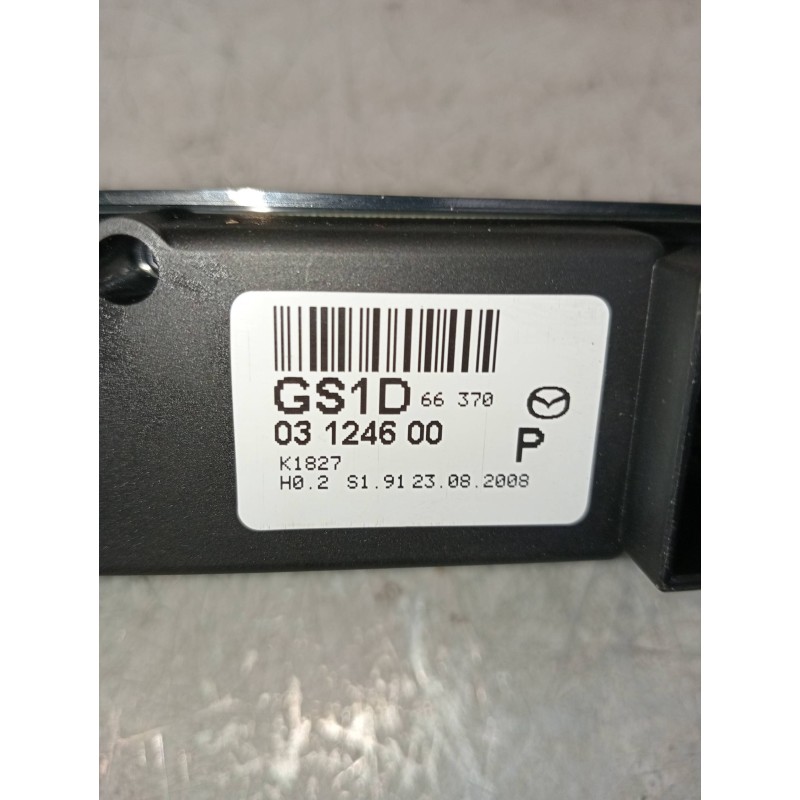 GS1D 66 370
03 1246 00
P
K1827
H0.2 S1.91 23.08.2008